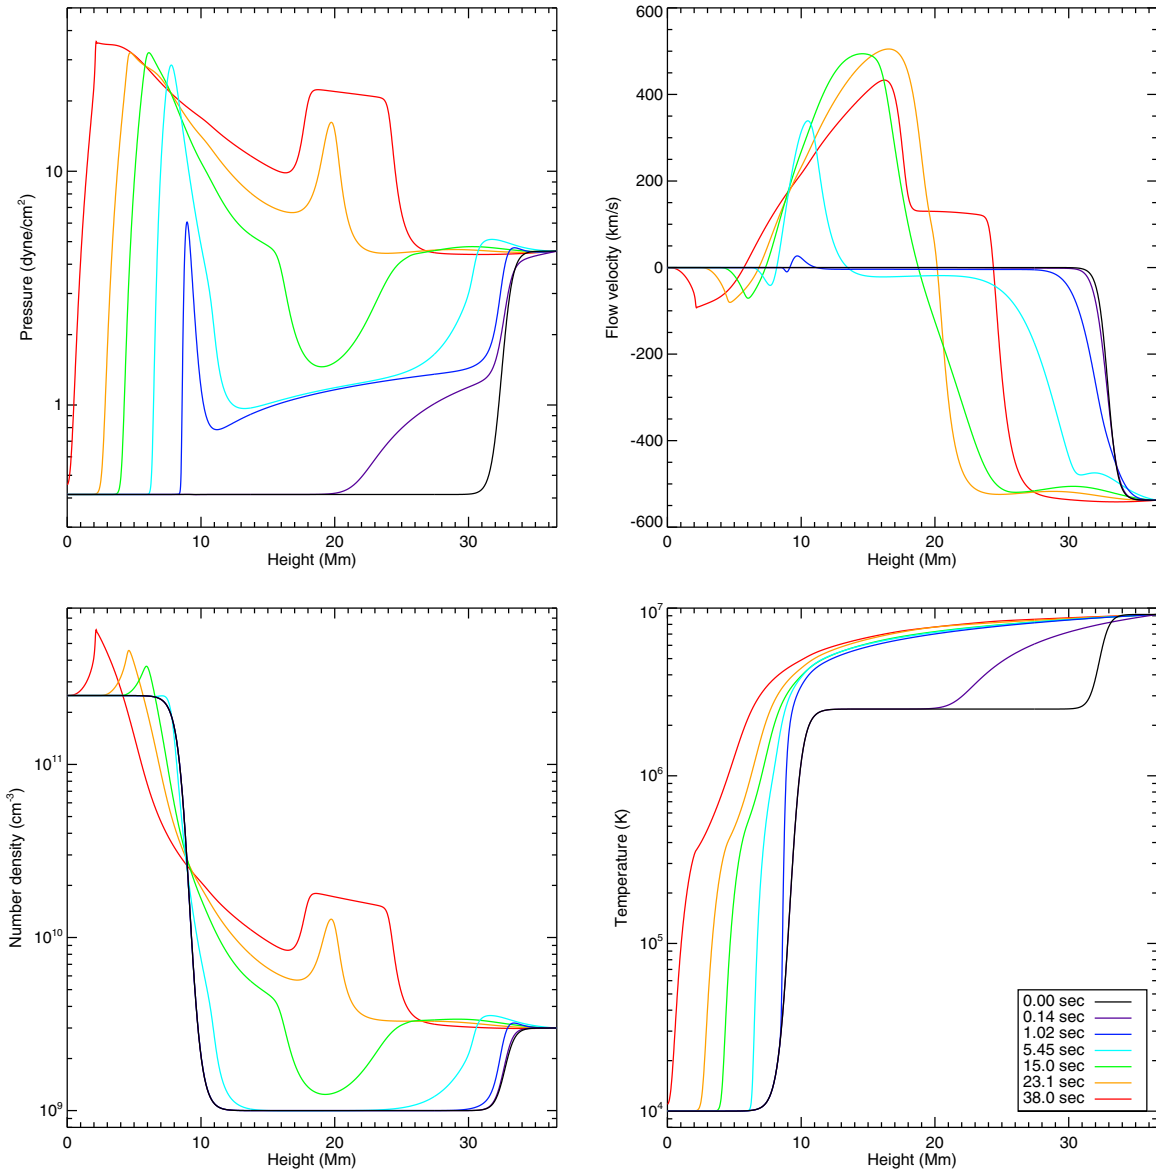 10
1
Pressure (dyne/cm²)
0
10
20
30
Height (Mm)
600
400
200
0
-200
-400
-600
Flow velocity (km/s)
0
10
20
30
Height (Mm)
10¹¹
10¹⁰
10⁹
Number density (cm⁻³)
0
10
20
30
Height (Mm)
10⁷
10⁶
10⁵
10⁴
Temperature (K)
0
10
20
30
Height (Mm)
0.00 sec
0.14 sec
1.02 sec
5.45 sec
15.0 sec
23.1 sec
38.0 sec